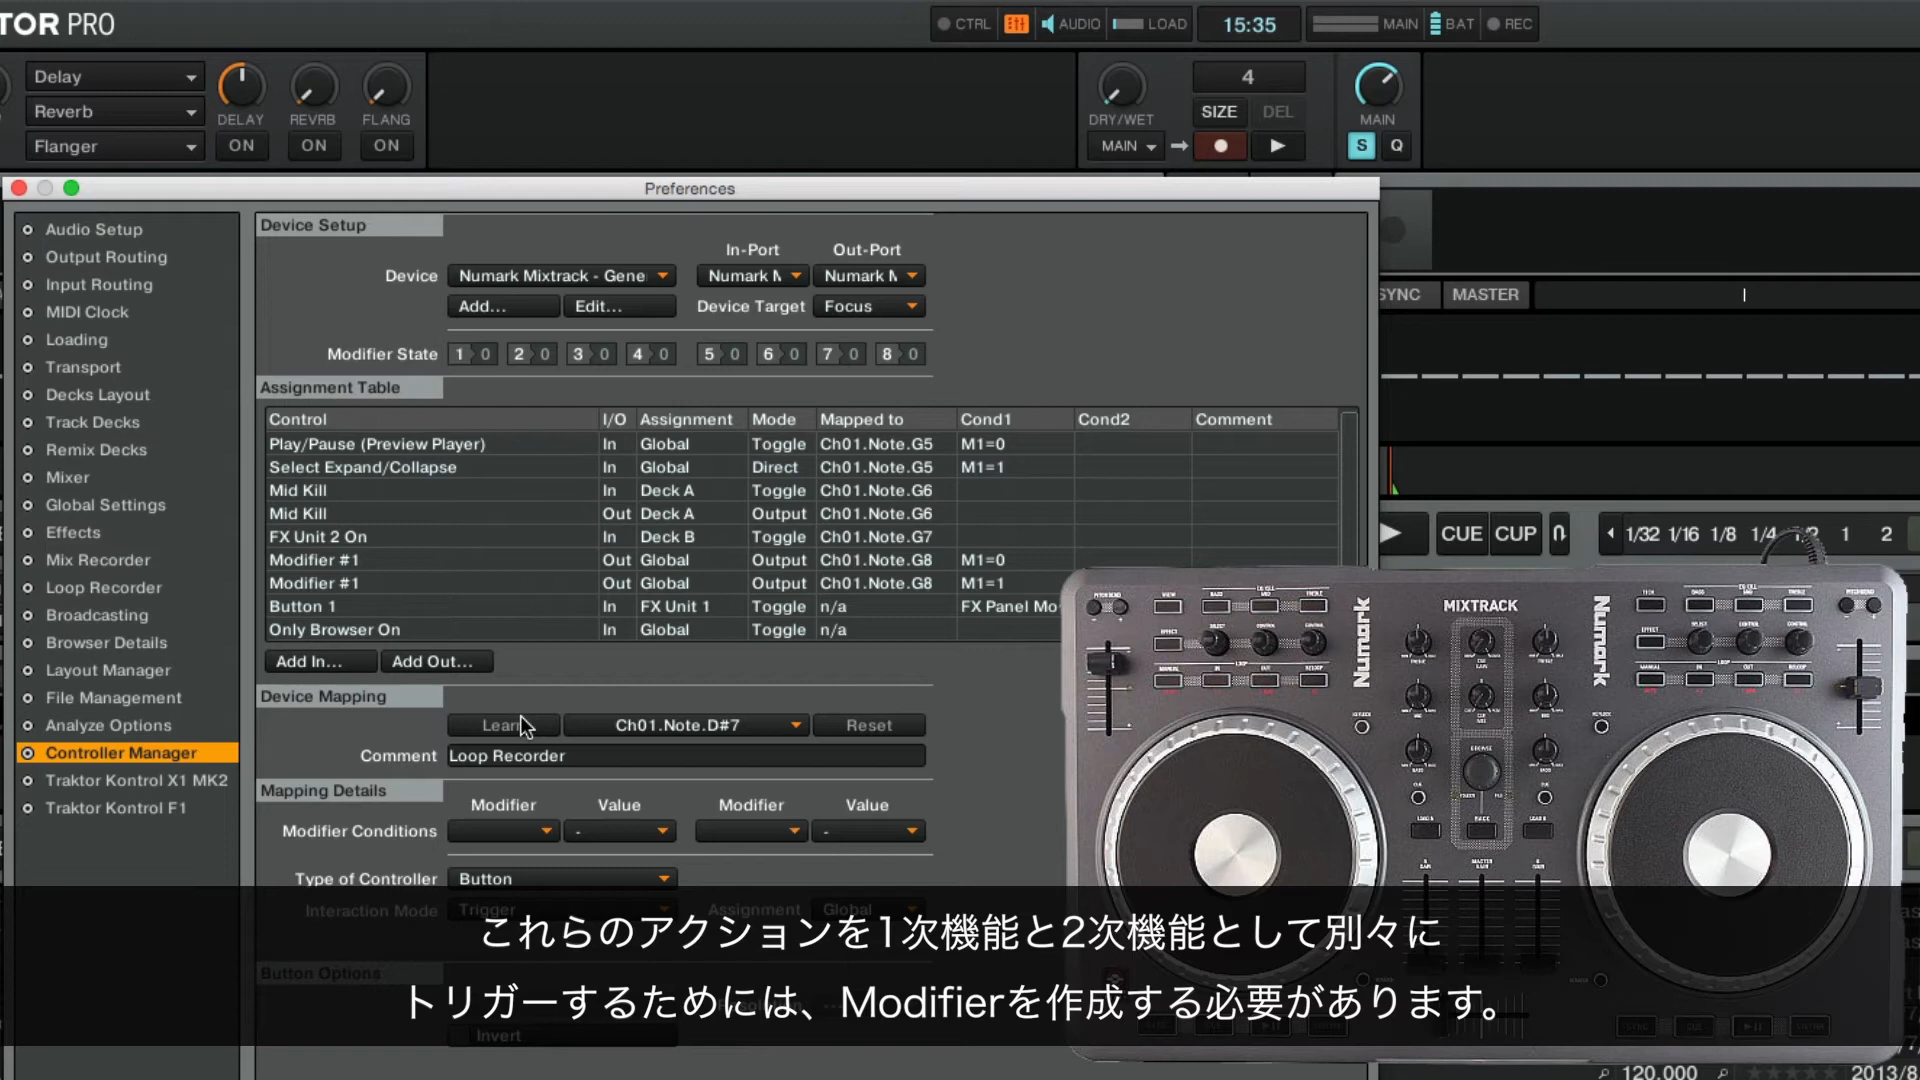 TOR PRO
CTRL AUDIO LOAD 15:35 MAIN BAT REC
Delay
Reverb
Flanger
DELAY REVRB FLANG
ON ON ON
DRY/WET 4
SIZE DEL
MAIN
MAIN
S Q
Preferences
Audio Setup
Output Routing
Input Routing
MIDI Clock
Loading
Transport
Decks Layout
Track Decks
Remix Decks
Mixer
Global Settings
Effects
Mix Recorder
Loop Recorder
Broadcasting
Browser Details
Layout Manager
File Management
Analyze Options
Controller Manager
Traktor Kontrol X1 MK2
Traktor Kontrol F1
Device Setup
In-Port Out-Port
Device Numark Mixtrack - Gene Numark M Numark M
Add... Edit... Device Target Focus
Modifier State 1 0 2 0 3 0 4 0 5 0 6 0 7 0 8 0
Assignment Table
Control I/O Assignment Mode Mapped to Cond1 Cond2 Comment
Play/Pause (Preview Player) In Global Toggle Ch01.Note.G5 M1=0
Select Expand/Collapse In Global Direct Ch01.Note.G5 M1=1
Mid Kill In Deck A Toggle Ch01.Note.G6
Mid Kill Out Deck A Output Ch01.Note.G6
FX Unit 2 On In Deck B Toggle Ch01.Note.G7
Modifier #1 Out Global Output Ch01.Note.G8 M1=0
Modifier #1 Out Global Output Ch01.Note.G8 M1=1
Button 1 In FX Unit 1 Toggle n/a FX Panel Mo
Only Browser On In Global Toggle n/a
Add In... Add Out...
Device Mapping
Learn Ch01.Note.D#7 Reset
Comment Loop Recorder
Mapping Details
Modifier Value Modifier Value
Modifier Conditions - -
Type of Controller Button
Interaction Mode Trigger Assignment Global
Button Options
Invert
SYNC MASTER
CUE CUP 1/32 1/16 1/8 1/4 1/2 1 2
MIXTRACK
Numark
Numark
これらのアクションを1次機能と2次機能として別々に
トリガーするためには、Modifierを作成する必要があります。
120.000 2013/8